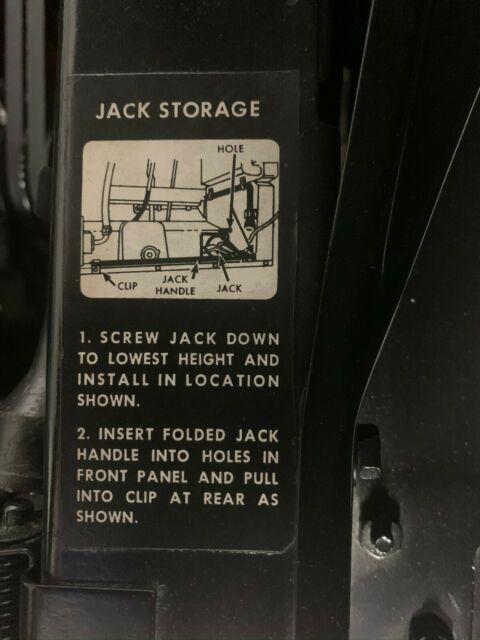 JACK STORAGE
HOLE
CLIP
JACK
HANDLE
JACK
1. SCREW JACK DOWN
TO LOWEST HEIGHT AND
INSTALL IN LOCATION
SHOWN.
2. INSERT FOLDED JACK
HANDLE INTO HOLES IN
FRONT PANEL AND PULL
INTO CLIP AT REAR AS
SHOWN.